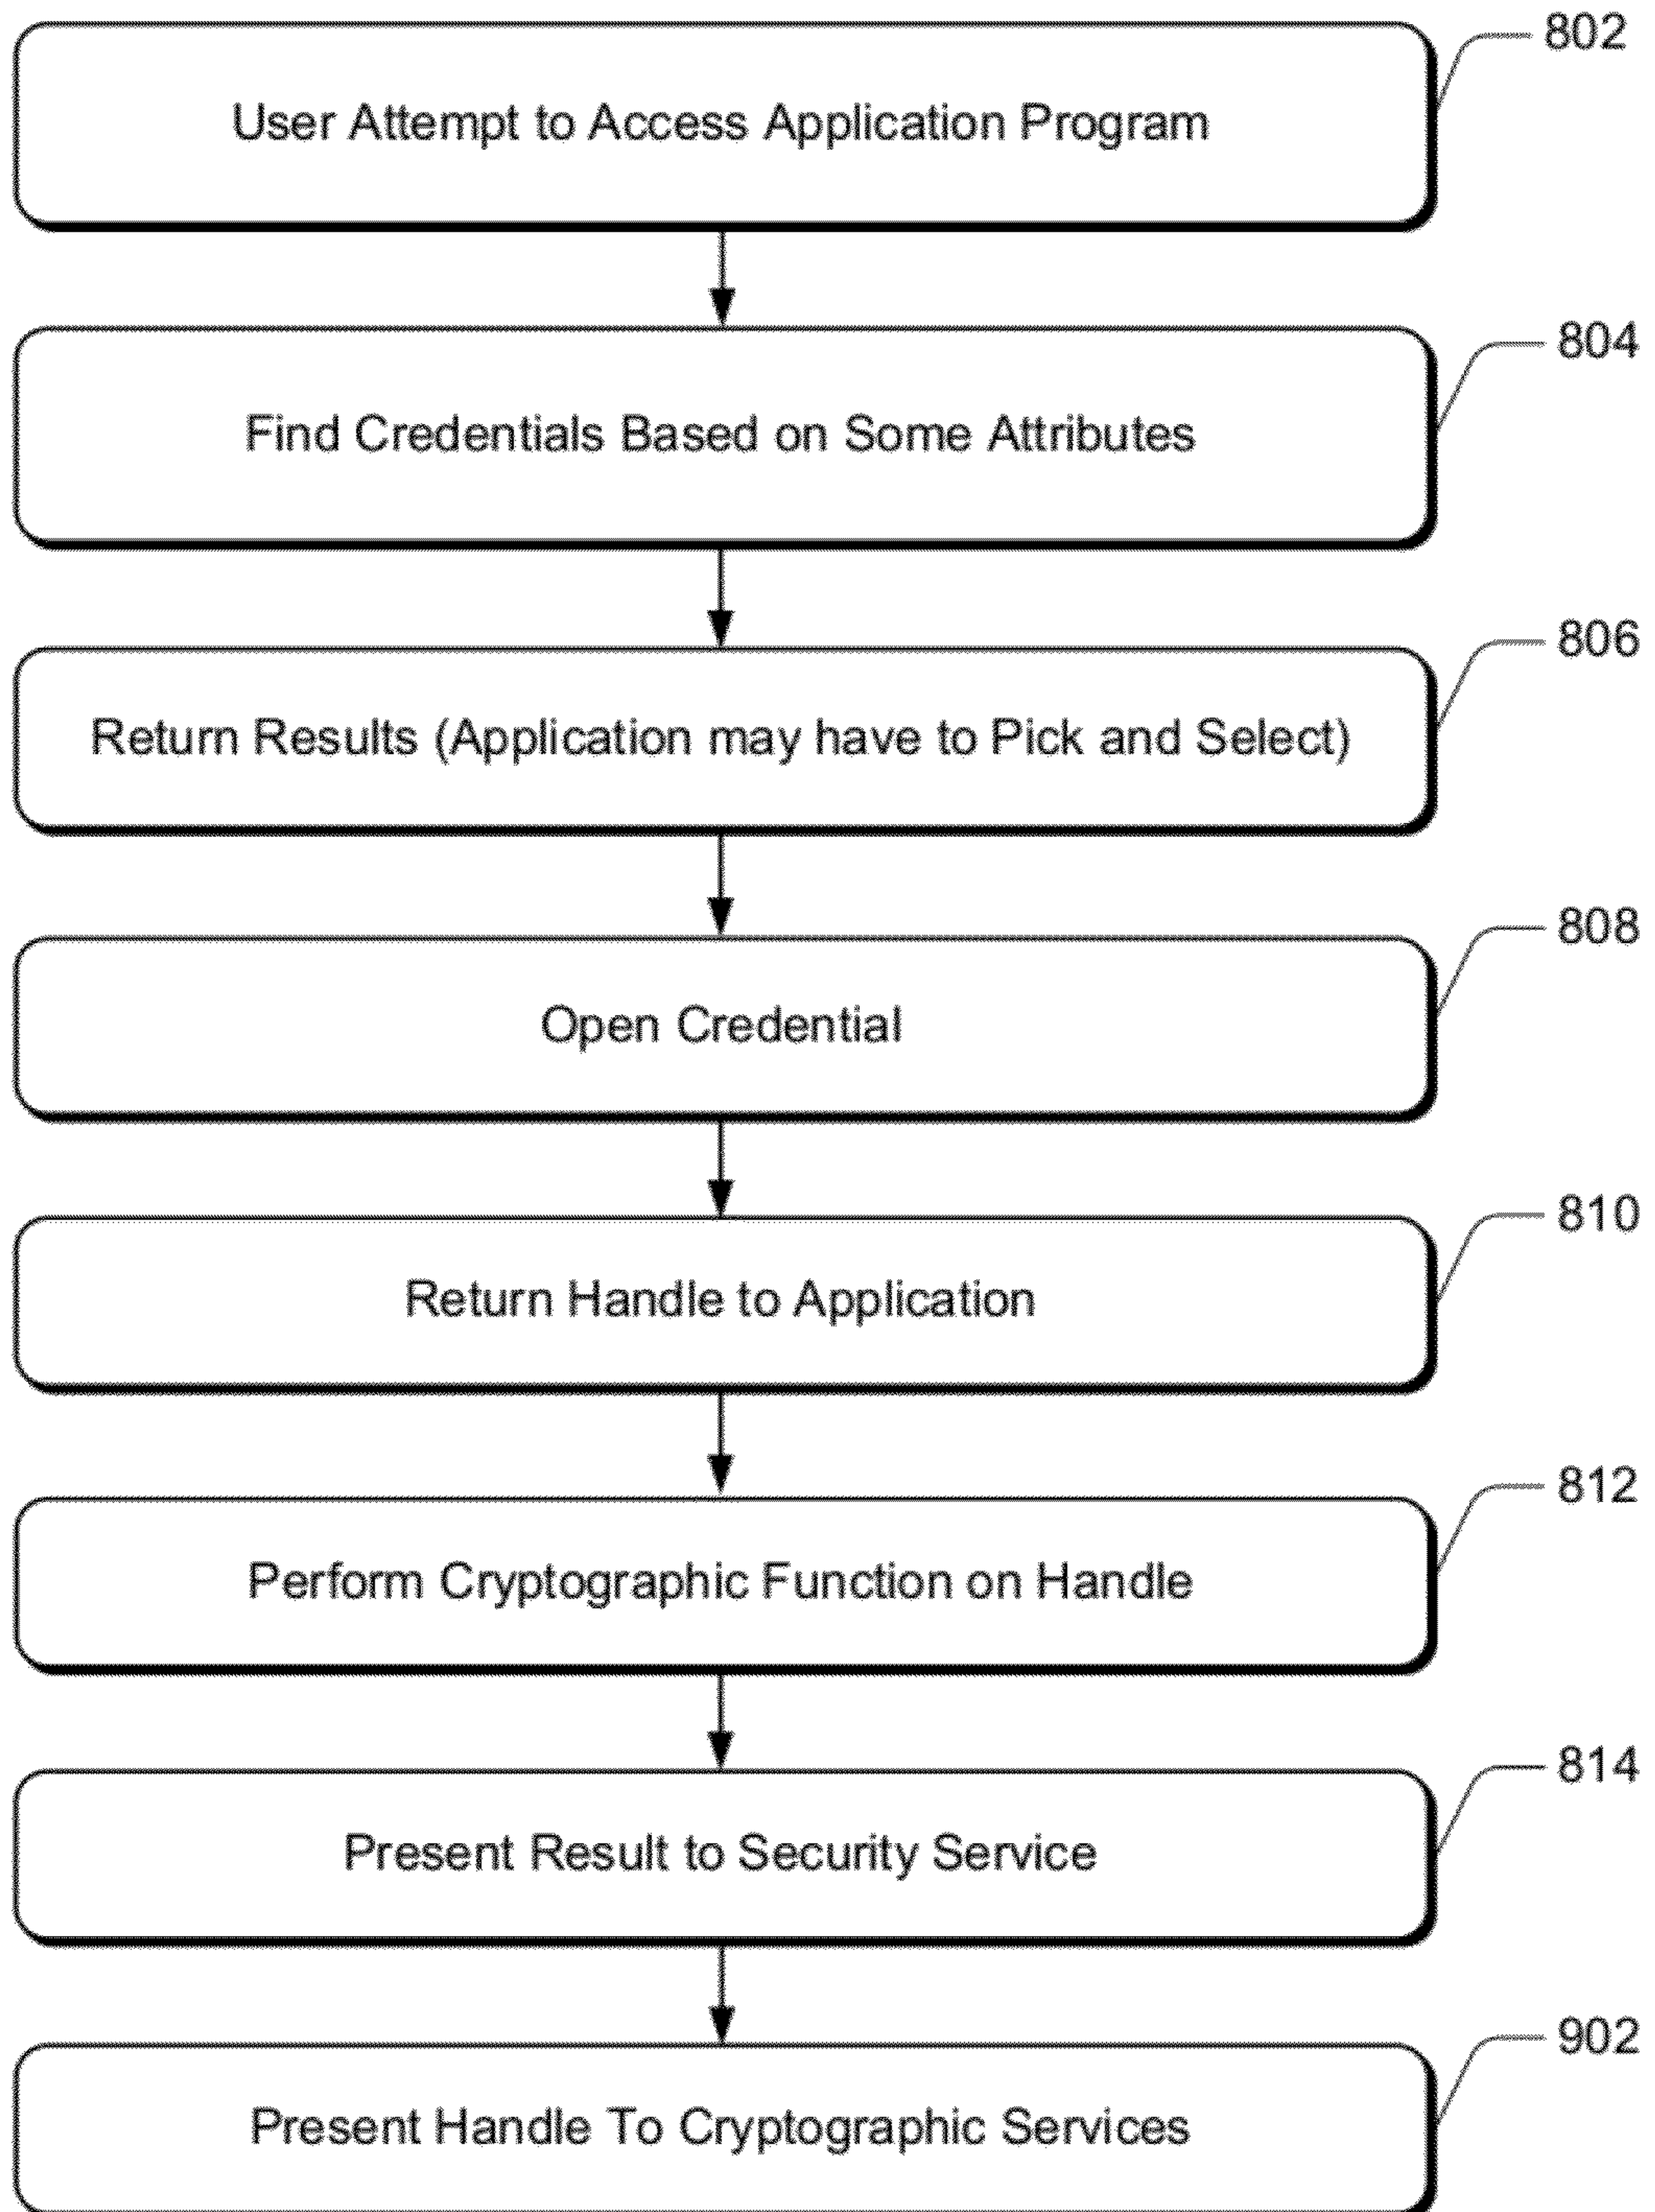 802
User Attempt to Access Application Program
804
Find Credentials Based on Some Attributes
806
Return Results (Application may have to Pick and Select)
808
Open Credential
810
Return Handle to Application
812
Perform Cryptographic Function on Handle
814
Present Result to Security Service
902
Present Handle To Cryptographic Services